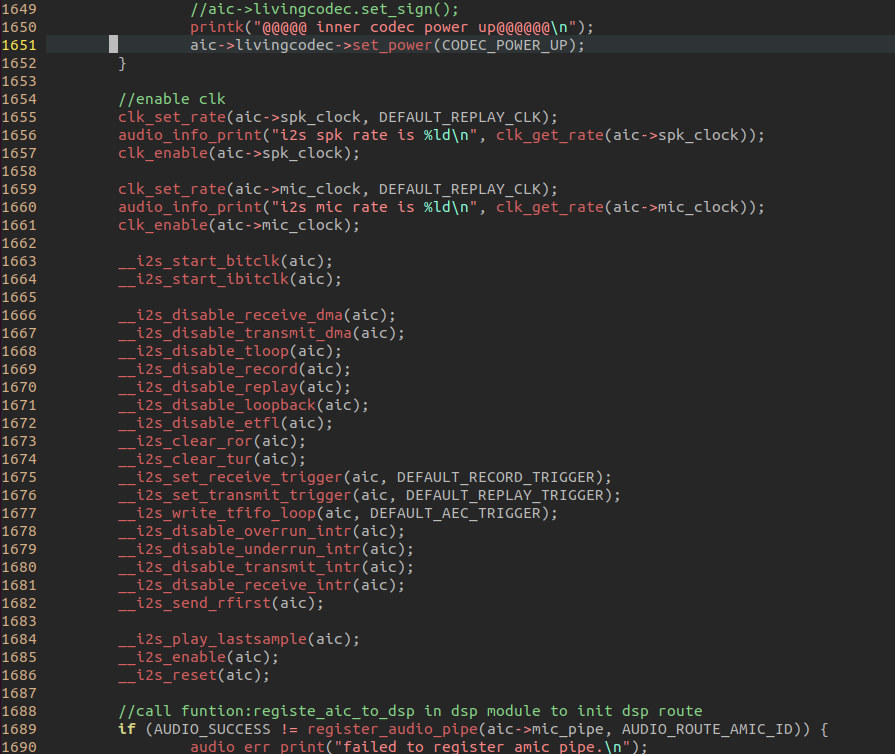 1649 //aic->livingcodec.set_sign();
1650 printk("@@@@@ inner codec power up@@@@@@\n");
1651 aic->livingcodec->set_power(CODEC_POWER_UP);
1652 }
1653
1654 //enable clk
1655 clk_set_rate(aic->spk_clock, DEFAULT_REPLAY_CLK);
1656 audio_info_print("i2s spk rate is %ld\n", clk_get_rate(aic->spk_clock));
1657 clk_enable(aic->spk_clock);
1658
1659 clk_set_rate(aic->mic_clock, DEFAULT_REPLAY_CLK);
1660 audio_info_print("i2s mic rate is %ld\n", clk_get_rate(aic->mic_clock));
1661 clk_enable(aic->mic_clock);
1662
1663 __i2s_start_bitclk(aic);
1664 __i2s_start_ibitclk(aic);
1665
1666 __i2s_disable_receive_dma(aic);
1667 __i2s_disable_transmit_dma(aic);
1668 __i2s_disable_tloop(aic);
1669 __i2s_disable_record(aic);
1670 __i2s_disable_replay(aic);
1671 __i2s_disable_loopback(aic);
1672 __i2s_disable_etfl(aic);
1673 __i2s_clear_ror(aic);
1674 __i2s_clear_tur(aic);
1675 __i2s_set_receive_trigger(aic, DEFAULT_RECORD_TRIGGER);
1676 __i2s_set_transmit_trigger(aic, DEFAULT_REPLAY_TRIGGER);
1677 __i2s_write_tfifo_loop(aic, DEFAULT_AEC_TRIGGER);
1678 __i2s_disable_overrun_intr(aic);
1679 __i2s_disable_underrun_intr(aic);
1680 __i2s_disable_transmit_intr(aic);
1681 __i2s_disable_receive_intr(aic);
1682 __i2s_send_rfirst(aic);
1683
1684 __i2s_play_lastsample(aic);
1685 __i2s_enable(aic);
1686 __i2s_reset(aic);
1687
1688 //call funtion:registe_aic_to_dsp in dsp module to init dsp route
1689 if (AUDIO_SUCCESS != register_audio_pipe(aic->mic_pipe, AUDIO_ROUTE_AMIC_ID)) {
1690 audio_err_print("failed to register amic pipe.\n");